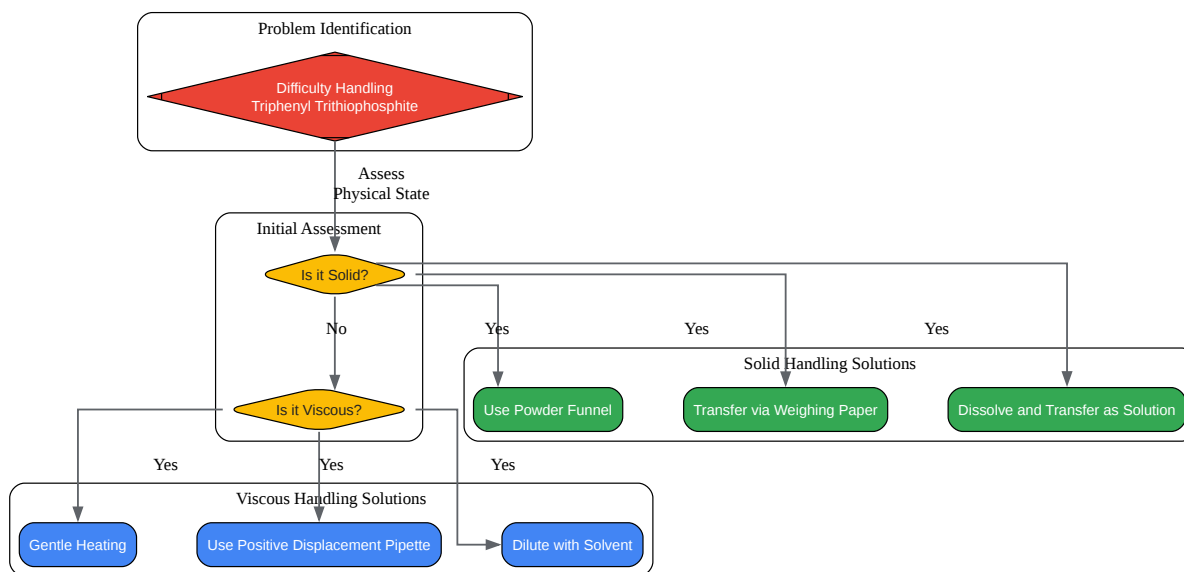 Problem Identification
Difficulty Handling
Triphenyl Trithiophosphite
Assess
Physical State
Initial Assessment
Is it Solid?
No
Yes
Yes
Yes
Solid Handling Solutions
Is it Viscous?
Use Powder Funnel
Transfer via Weighing Paper
Dissolve and Transfer as Solution
Yes
Yes
Yes
Viscous Handling Solutions
Gentle Heating
Use Positive Displacement Pipette
Dilute with Solvent